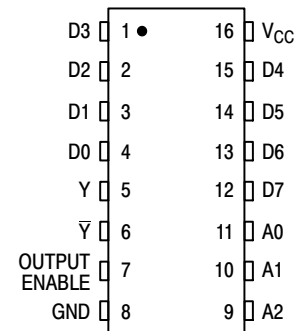 D3 1 16 V_CC
D2 2 15 D4
D1 3 14 D5
D0 4 13 D6
Y 5 12 D7
Y̅ 6 11 A0
OUTPUT
ENABLE 7 10 A1
GND 8 9 A2